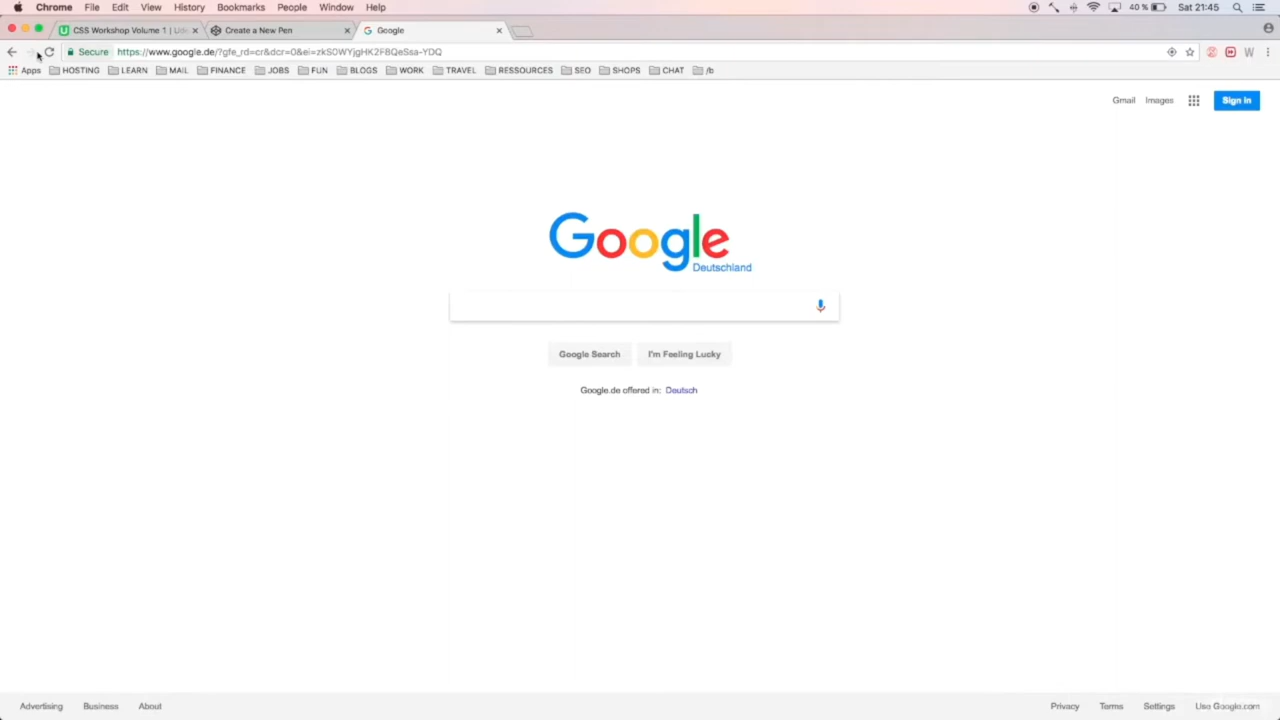 Chrome File Edit View History Bookmarks People Window Help 40 % Sat 21:45
CSS Workshop Volume 1 | Ude Create a New Pen Google
Secure https://www.google.de/?gfe_rd=cr&dcr=0&ei=zkS0WYjgHK2F8QeSsa-YDQ
Apps HOSTING LEARN MAIL FINANCE JOBS FUN BLOGS WORK TRAVEL RESSOURCES SEO SHOPS CHAT /b
Gmail Images Sign in
Google
Deutschland
Google Search I'm Feeling Lucky
Google.de offered in: Deutsch
Advertising Business About Privacy Terms Settings Use Google.com